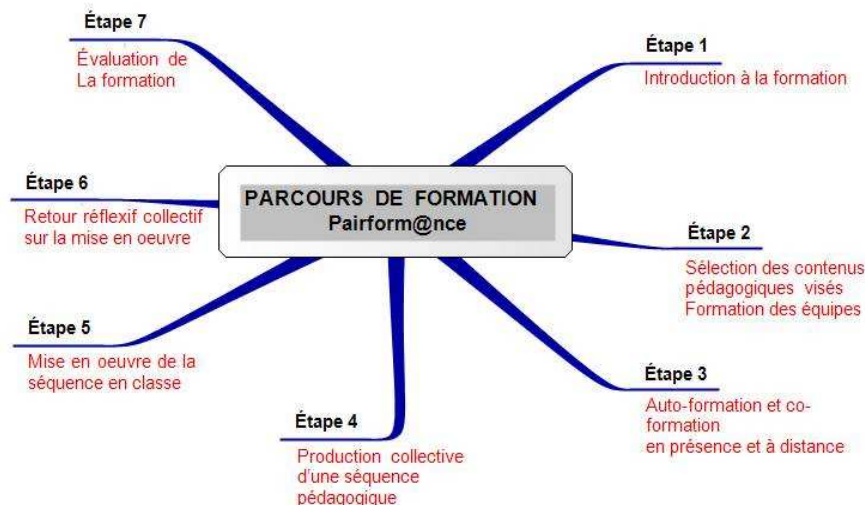 PARCOURS DE FORMATION
Pairform@nce
Étape 1
Introduction à la formation
Étape 2
Sélection des contenus
pédagogiques visés
Formation des équipes
Étape 3
Auto-formation et co-
formation
en présence et à distance
Étape 4
Production collective
d'une séquence
pédagogique
Étape 5
Mise en oeuvre de la
séquence en classe
Étape 6
Retour réflexif collectif
sur la mise en oeuvre
Étape 7
Évaluation de
La formation